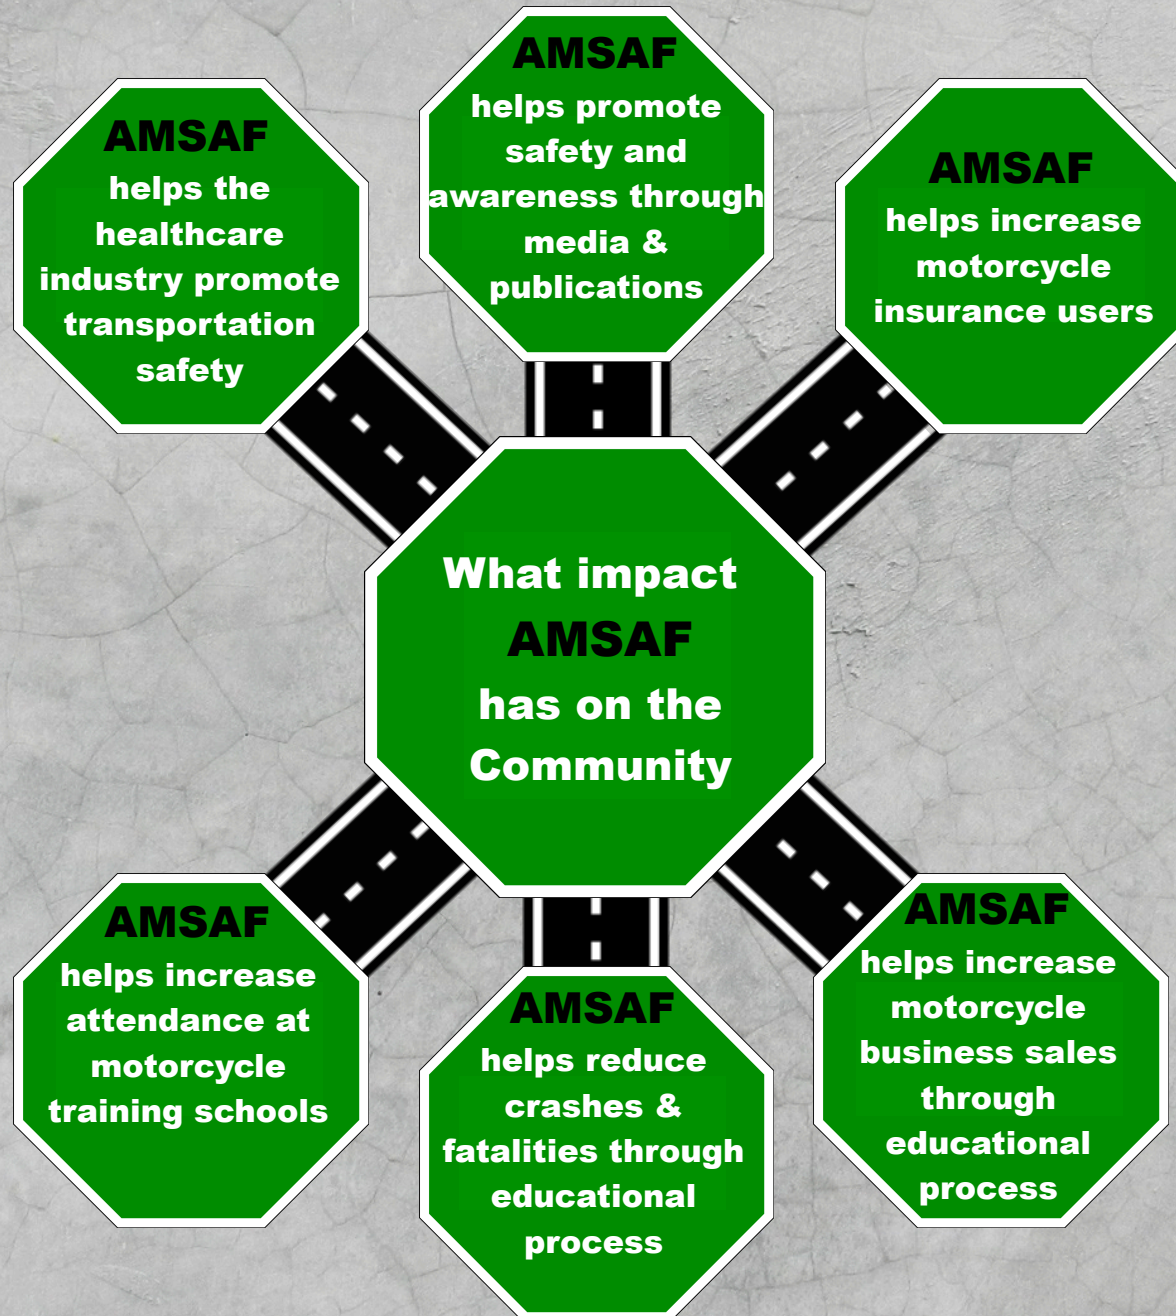 AMSAF
helps the
healthcare
industry promote
transportation
safety
AMSAF
helps promote
safety and
awareness through
media &
publications
AMSAF
helps increase
motorcycle
insurance users
What impact
AMSAF
has on the
Community
AMSAF
helps increase
attendance at
motorcycle
training schools
AMSAF
helps reduce
crashes &
fatalities through
educational
process
AMSAF
helps increase
motorcycle
business sales
through
educational
process